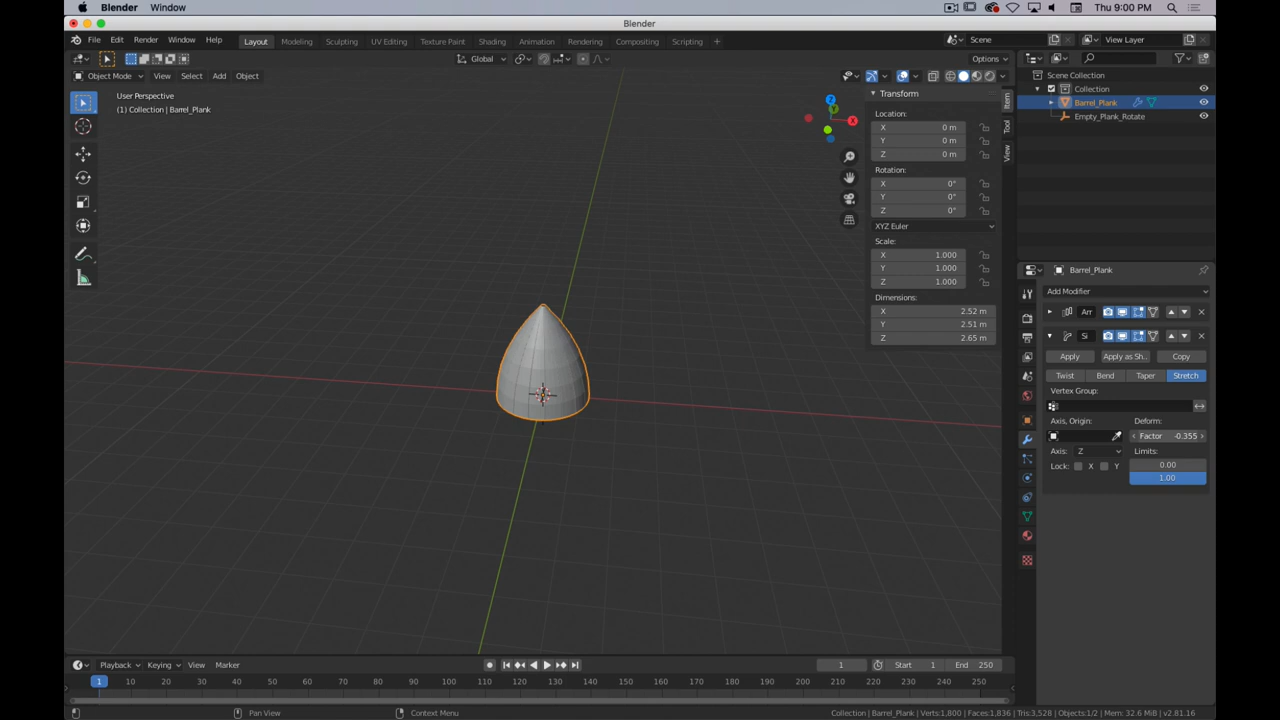 Blender Window Thu 9:00 PM
Blender
File Edit Render Window Help Layout Modeling Sculpting UV Editing Texture Paint Shading Animation Rendering Compositing Scripting + Scene View Layer
Global Options
Object Mode View Select Add Object
User Perspective
(1) Collection | Barrel_Plank
Z
Y
X
Transform
Location:
X 0 m
Y 0 m
Z 0 m
Rotation:
X 0°
Y 0°
Z 0°
XYZ Euler
Scale:
X 1.000
Y 1.000
Z 1.000
Dimensions:
X 2.52 m
Y 2.51 m
Z 2.65 m
Item
Tool
View
Scene Collection
Collection
Barrel_Plank
Empty_Plank_Rotate
Barrel_Plank
Add Modifier
Arr
Si
Apply Apply as Sh.. Copy
Twist Bend Taper Stretch
Vertex Group:
Axis, Origin: Deform:
Factor -0.355
Axis: Z Limits:
Lock: X Y 0.00
1.00
Playback Keying View Marker 1 Start 1 End 250
1 10 20 30 40 50 60 70 80 90 100 110 120 130 140 150 160 170 180 190 200 210 220 230 240 250
Pan View Context Menu Collection | Barrel_Plank | Verts:1,800 | Faces:1,836 | Tris:3,528 | Objects:1/2 | Mem: 32.6 MiB | v2.81.16